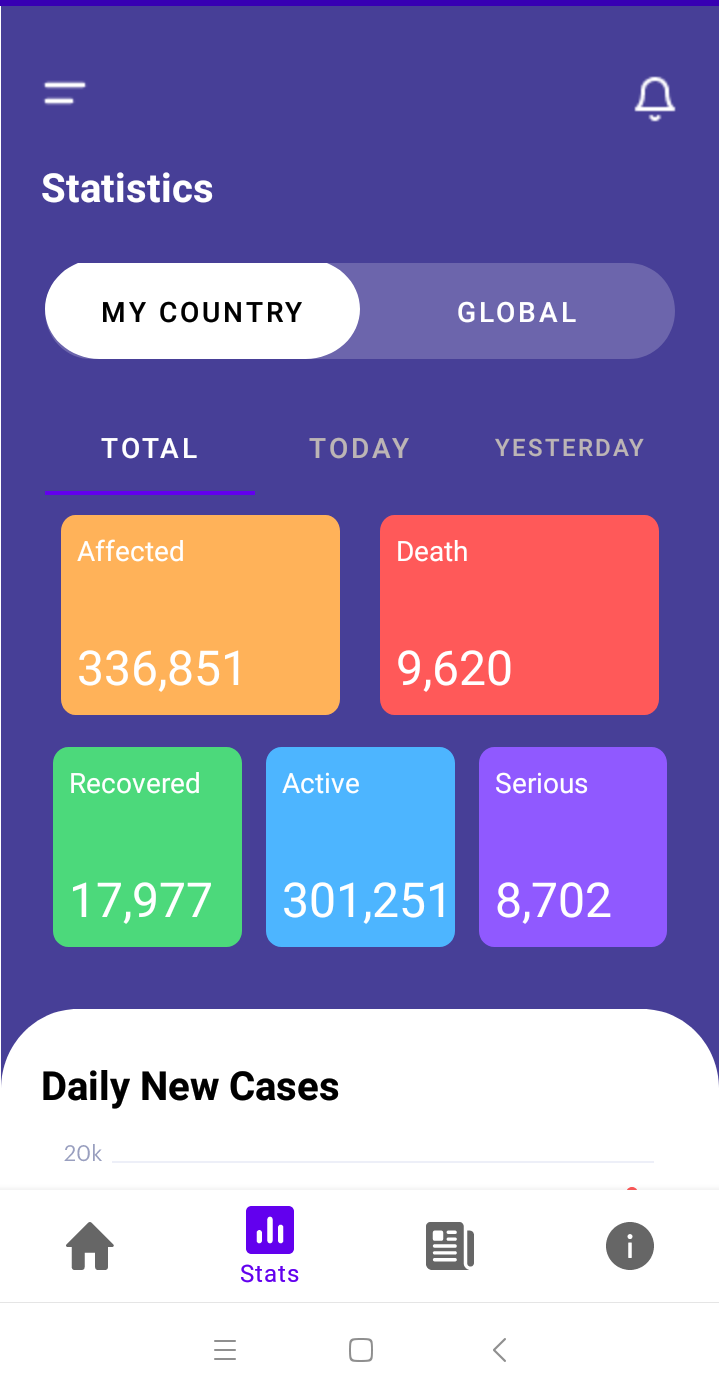 Statistics
MY COUNTRY GLOBAL
TOTAL TODAY YESTERDAY
Affected Death
336,851 9,620
Recovered Active Serious
17,977 301,251 8,702
Daily New Cases
20k
Stats